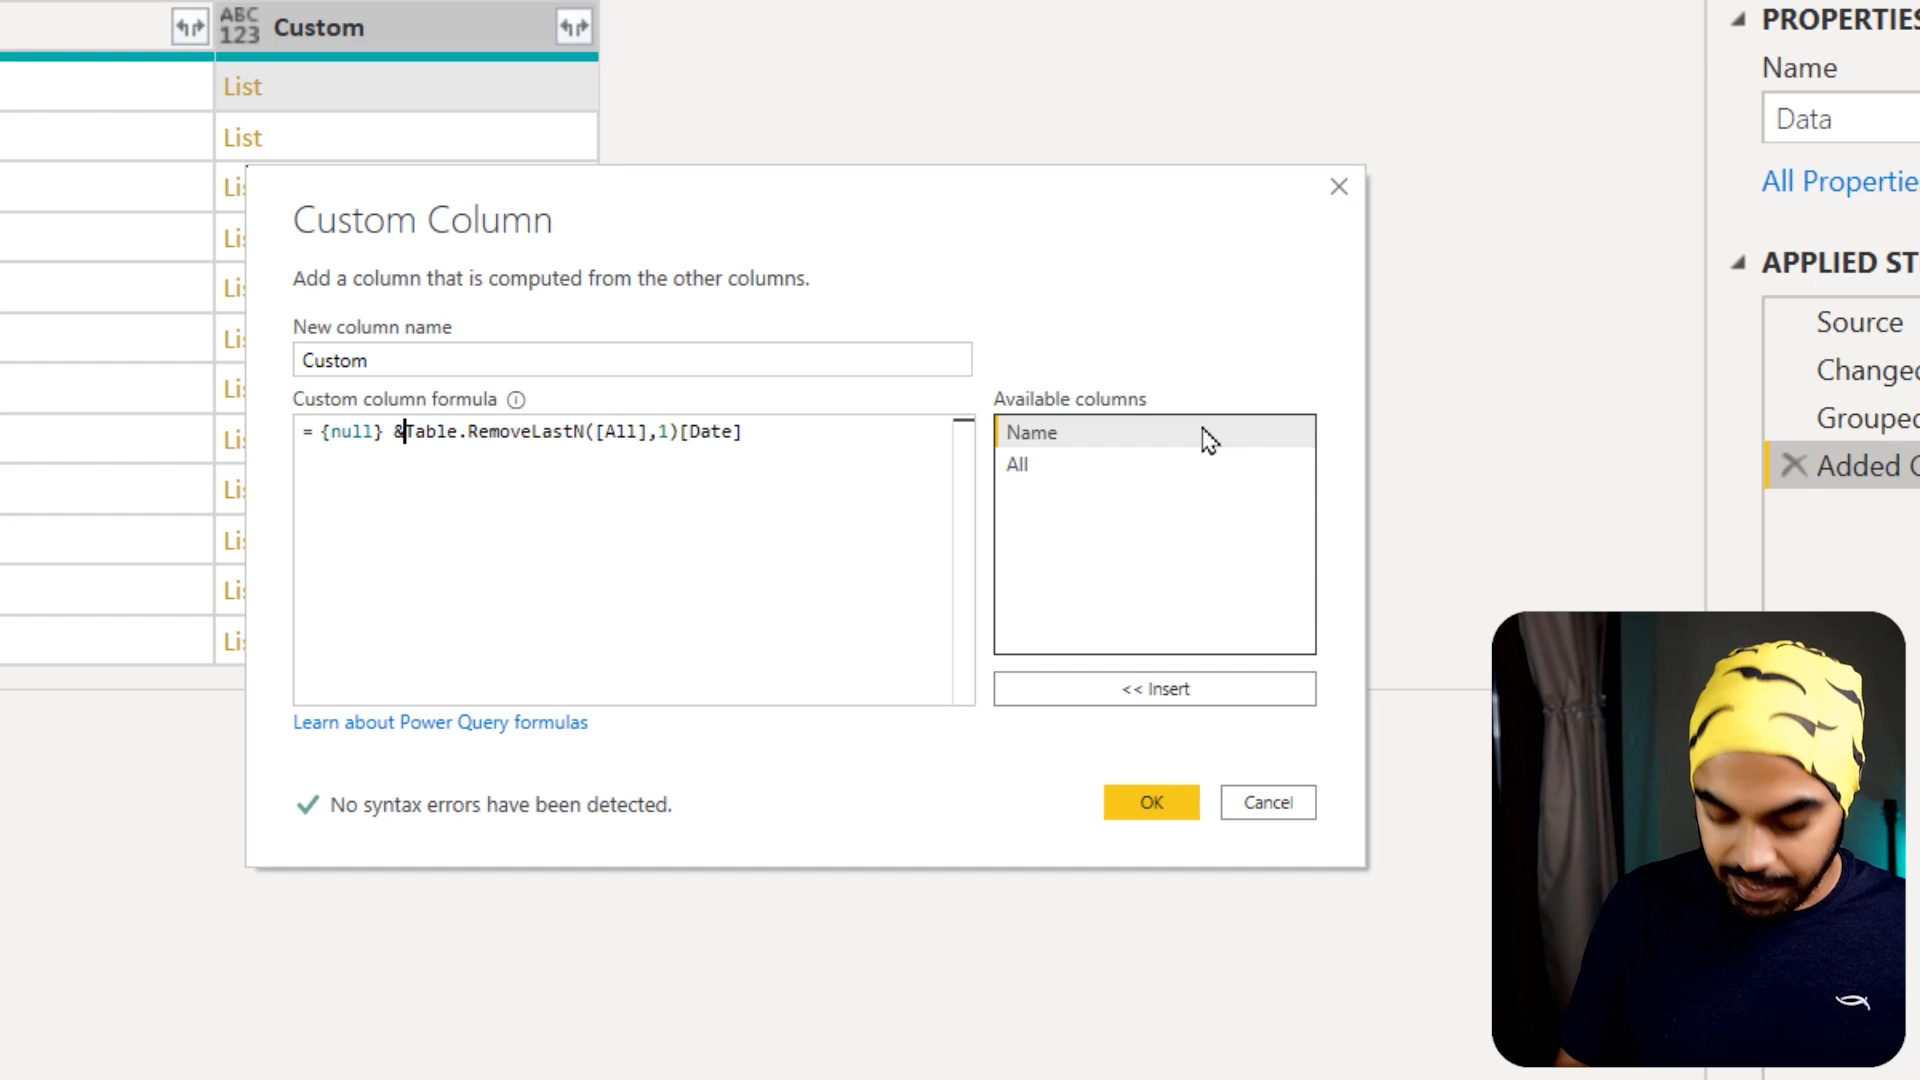 ABC
123 Custom
List
List
Custom Column
Add a column that is computed from the other columns.
New column name
Custom
Custom column formula
= {null} &Table.RemoveLastN([All],1)[Date]
Available columns
Name
All
<< Insert
Learn about Power Query formulas
No syntax errors have been detected.
OK
Cancel
PROPERTIES
Name
Data
All Propertie
APPLIED ST
Source
Changed
Grouped
Added C